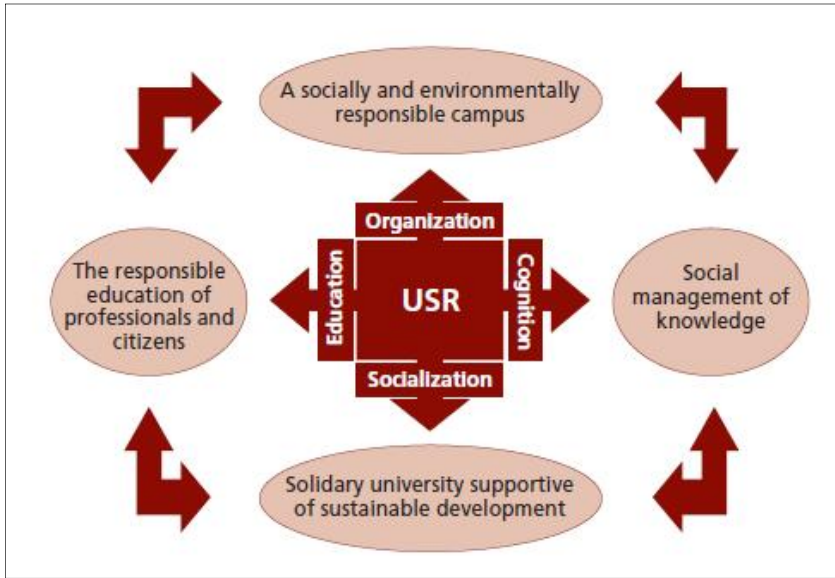 A socially and environmentally
responsible campus
Organization
The responsible
education of
professionals and
citizens
Education
USR
Cognition
Social
management of
knowledge
Socialization
Solidary university supportive
of sustainable development